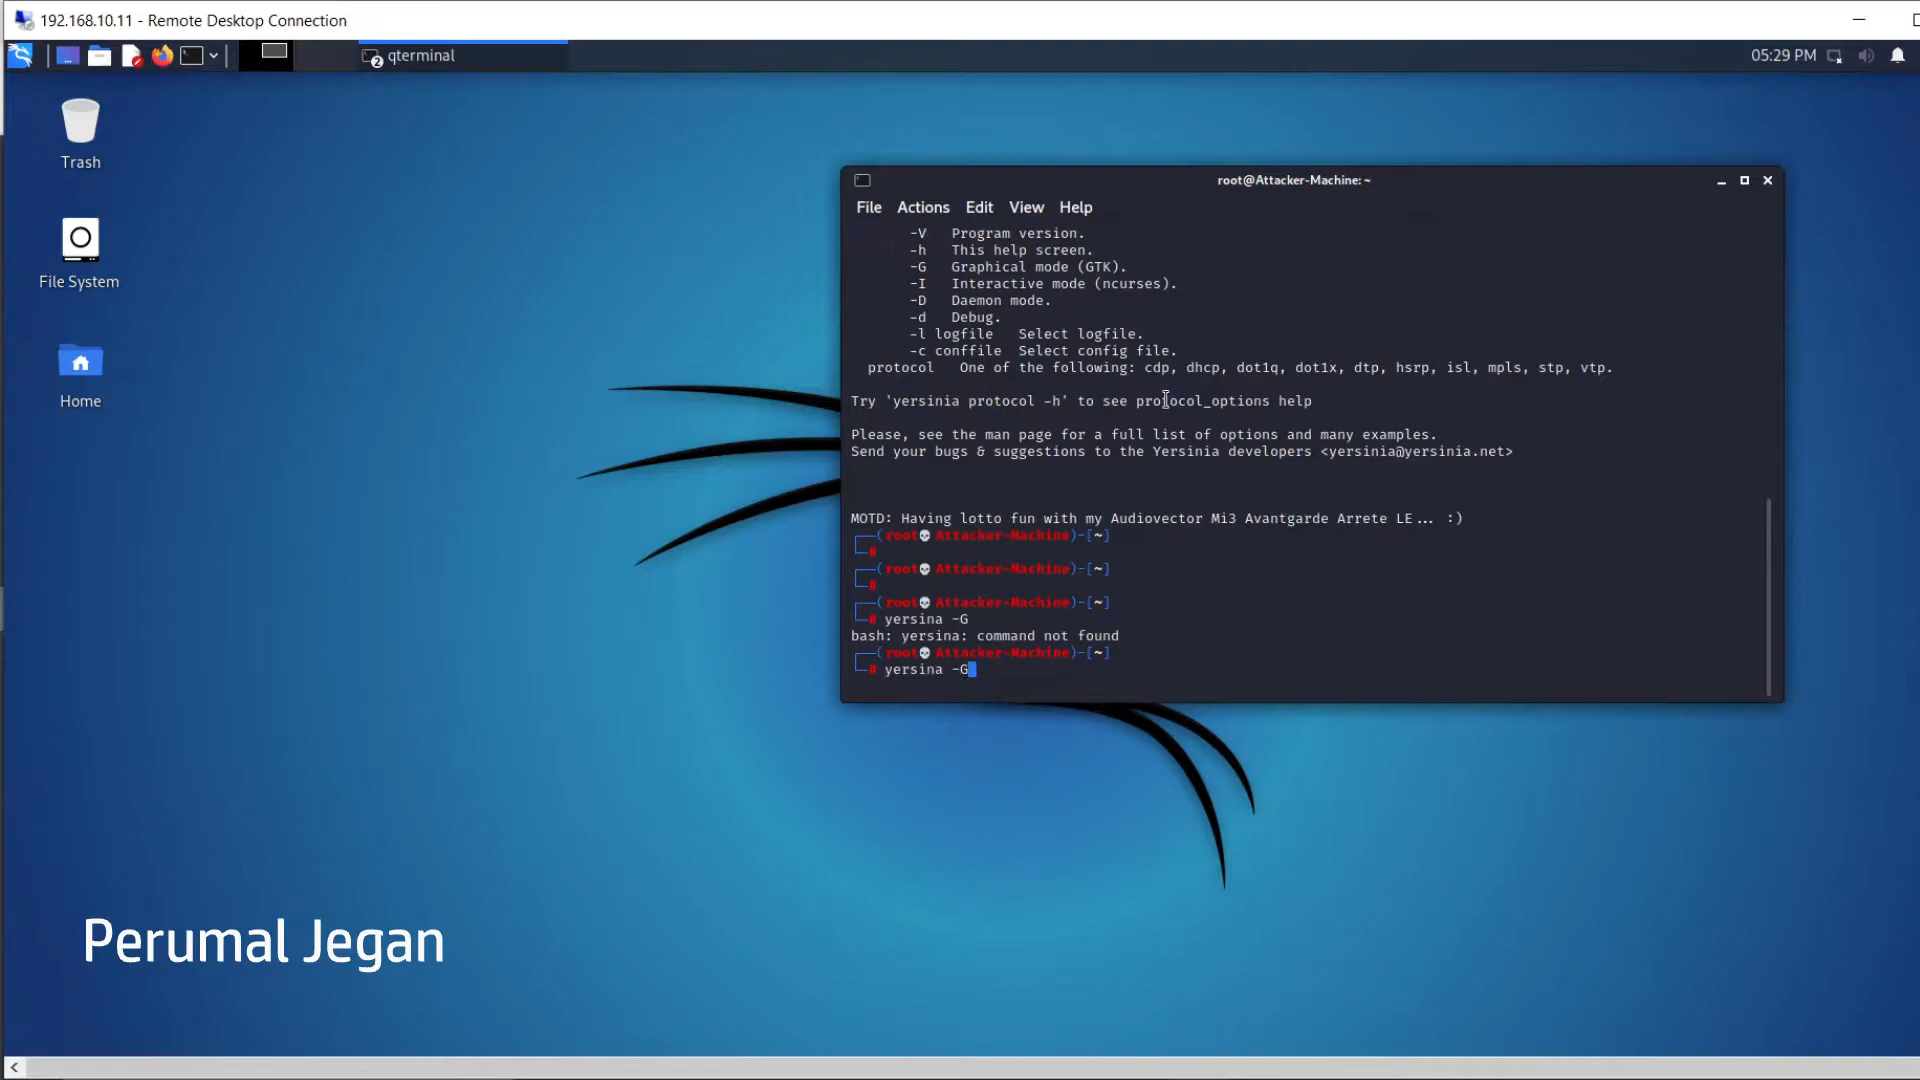 192.168.10.11 - Remote Desktop Connection
qterminal
2
05:29 PM
Trash
File System
Home
root@Attacker-Machine: ~
File Actions Edit View Help
-V Program version.
-h This help screen.
-G Graphical mode (GTK).
-I Interactive mode (ncurses).
-D Daemon mode.
-d Debug.
-l logfile Select logfile.
-c conffile Select config file.
protocol One of the following: cdp, dhcp, dot1q, dot1x, dtp, hsrp, isl, mpls, stp, vtp.
Try 'yersinia protocol -h' to see protocol_options help
Please, see the man page for a full list of options and many examples.
Send your bugs & suggestions to the Yersinia developers <yersinia@yersinia.net>
MOTD: Having lotto fun with my Audiovector Mi3 Avantgarde Arrete LE... :)
┌──(root💀Attacker-Machine)-[~]
└─#
┌──(root💀Attacker-Machine)-[~]
└─#
┌──(root💀Attacker-Machine)-[~]
└─# yersina -G
bash: yersina: command not found
┌──(root💀Attacker-Machine)-[~]
└─# yersina -G
Perumal Jegan